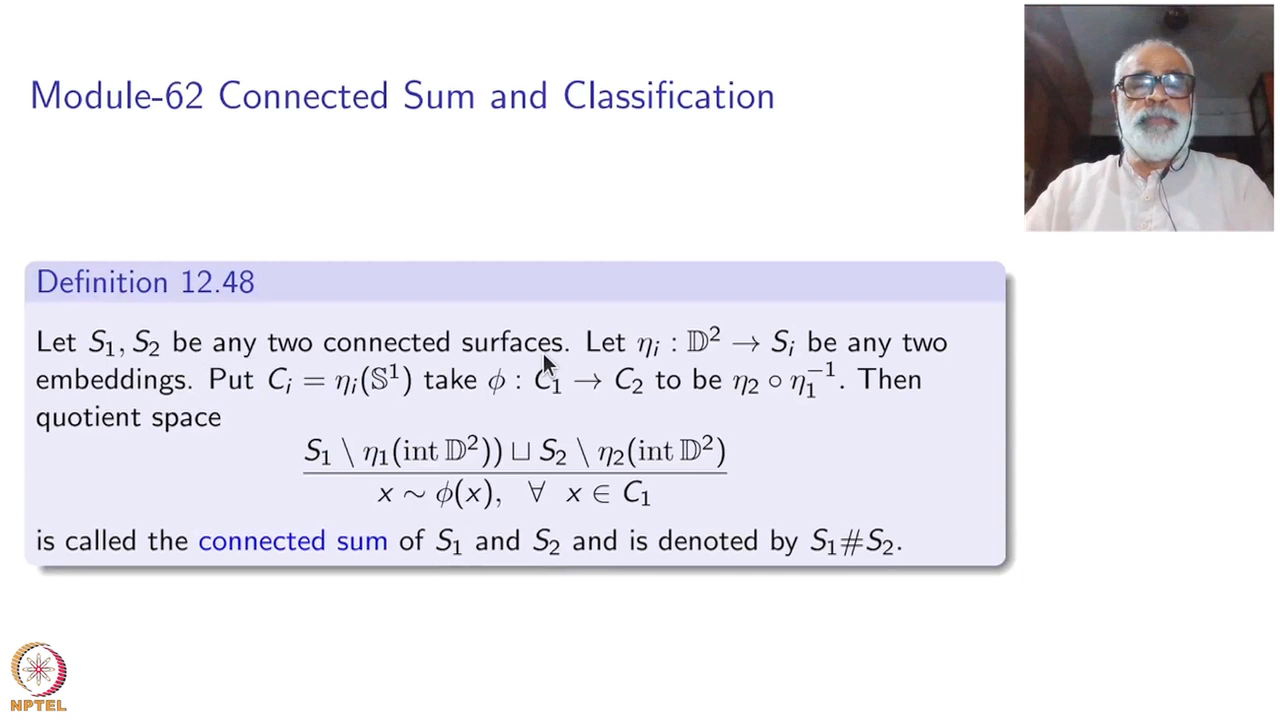 Module-62 Connected Sum and Classification
Definition 12.48
Let S₁, S₂ be any two connected surfaces. Let ηᵢ : 𝔻² → Sᵢ be any two
embeddings. Put Cᵢ = ηᵢ(𝕊¹) take ϕ : C₁ → C₂ to be η₂ ∘ η₁⁻¹. Then
quotient space
S₁ \ η₁(int 𝔻²)) ⊔ S₂ \ η₂(int 𝔻²)
x ∼ ϕ(x), ∀ x ∈ C₁
is called the connected sum of S₁ and S₂ and is denoted by S₁#S₂.
NPTEL